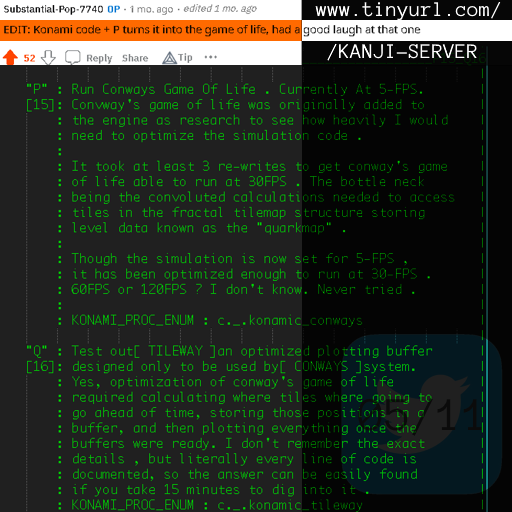 Substantial-Pop-7740 OP · 1 mo. ago · edited 1 mo. ago
www.tinyurl.com/
/KANJI-SERVER
EDIT: Konami code + P turns it into the game of life, had a good laugh at that one
52 Reply Share Tip ...
"P" : Run Conways Game Of Life . Currently At 5-FPS.
[15]: Convway's game of life was originally added to
: the engine as research to see how heavily I would
: need to optimize the simulation code .
:
: It took at least 3 re-writes to get conway's game
: of life able to run at 30FPS . The bottle neck
: being the convoluted calculations needed to access
: tiles in the fractal tilemap structure storing
: level data known as the "quarkmap" .
:
: Though the simulation is now set for 5-FPS ,
: it has been optimized enough to run at 30-FPS .
: 60FPS or 120FPS ? I don't know. Never tried .
:
: KONAMI_PROC_ENUM : c._.konamic_conways
"Q" : Test out[ TILEWAY ]an optimized plotting buffer
[16]: designed only to be used by[ CONWAYS ]system.
: Yes, optimization of conway's game of life
: required calculating where tiles where going to
: go ahead of time, storing those positions in a
: buffer, and then plotting everything once the
: buffers were ready. I don't remember the exact
: details , but literally every line of code is
: documented, so the answer can be easily found
: if you take 15 minutes to dig into it .
: KONAMI_PROC_ENUM : c._.konamic_tileway
5/11